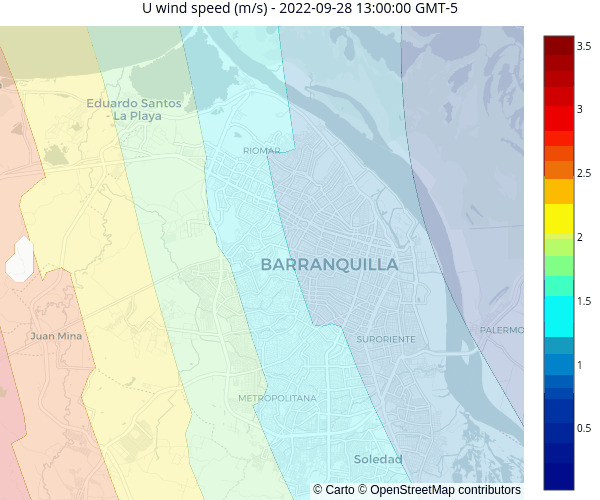 U wind speed (m/s) - 2022-09-28 13:00:00 GMT-5
3.5
3
2.5
2
1.5
1
0.5
Eduardo Santos
- La Playa
RIOMAR
BARRANQUILLA
Juan Mina
SURORIENTE
PALERMO
METROPOLITANA
Soledad
© Carto © OpenStreetMap contributors